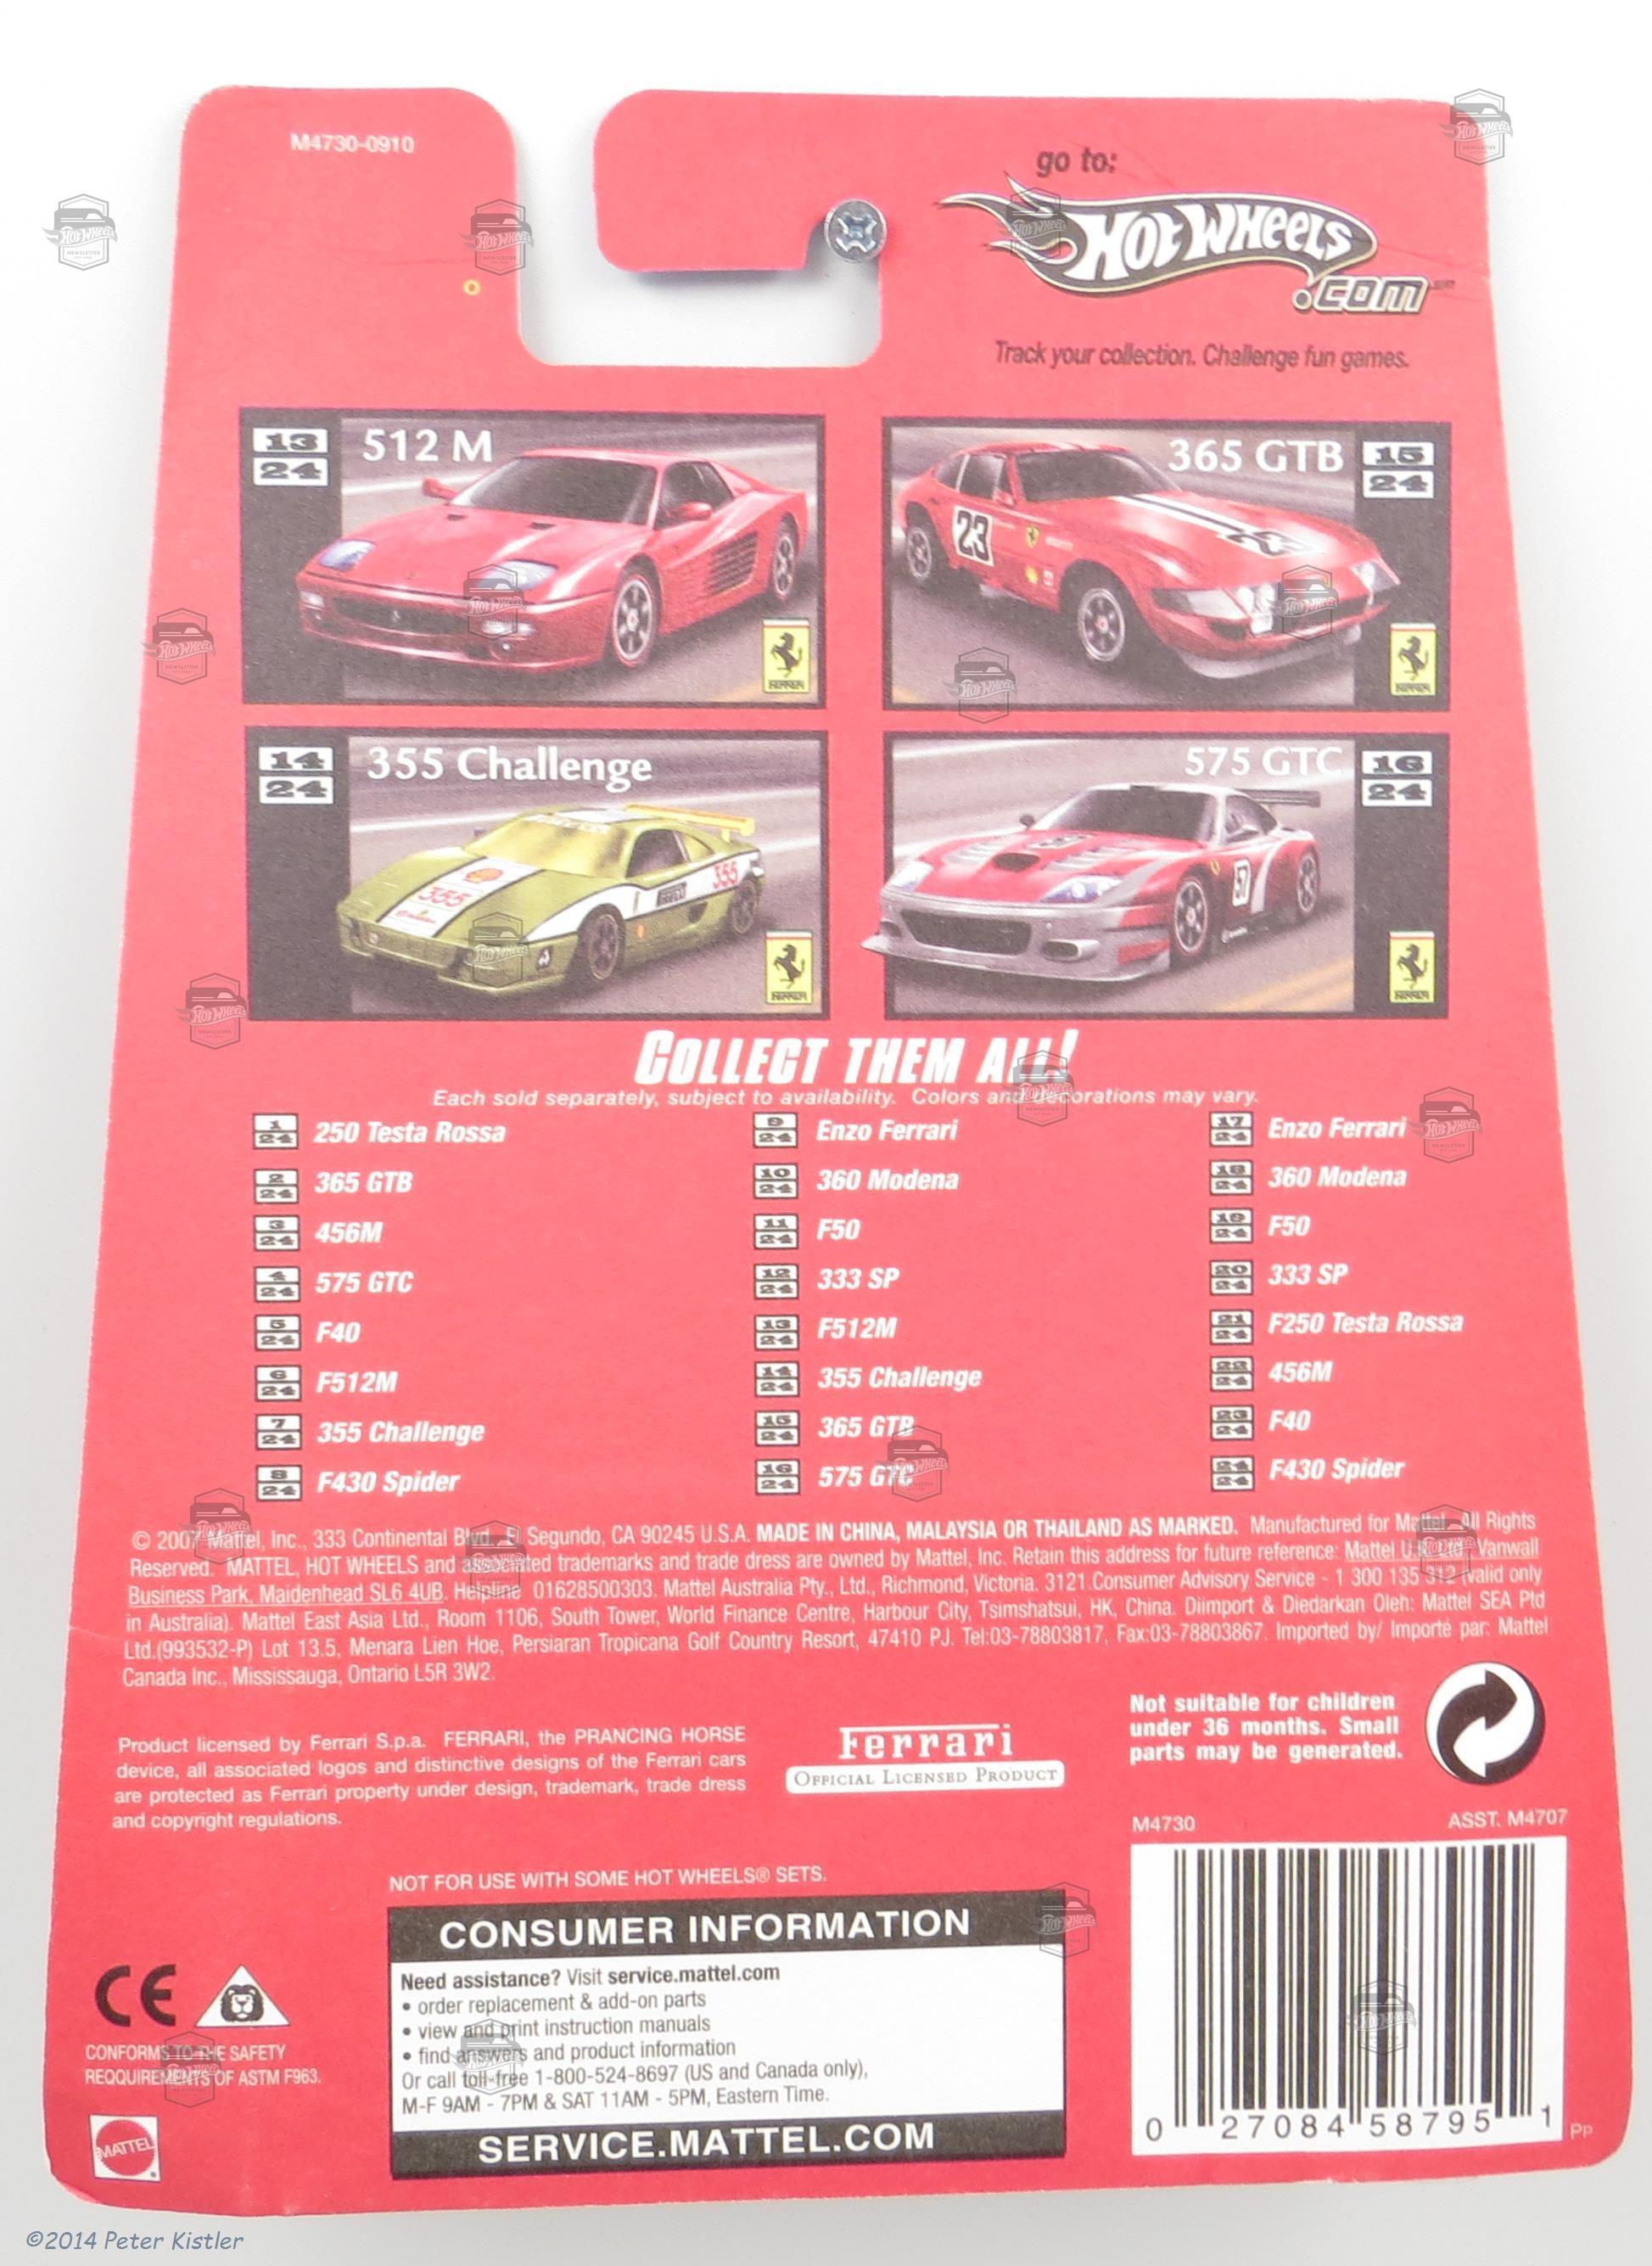 M4730-0910
go to:
Hot Wheels
.com
Track your collection. Challenge fun games.
13
24
512 M
365 GTB
15
24
23
Ferrari
Ferrari
14
24
355 Challenge
575 GTC
16
24
355
355
PIRELLI
57
Ferrari
Ferrari
COLLECT THEM ALL!
Each sold separately, subject to availability. Colors and decorations may vary.
1/24 250 Testa Rossa
2/24 365 GTB
3/24 456M
4/24 575 GTC
5/24 F40
6/24 F512M
7/24 355 Challenge
8/24 F430 Spider
9/24 Enzo Ferrari
10/24 360 Modena
11/24 F50
12/24 333 SP
13/24 F512M
14/24 355 Challenge
15/24 365 GTB
16/24 575 GTC
17/24 Enzo Ferrari
18/24 360 Modena
19/24 F50
20/24 333 SP
21/24 F250 Testa Rossa
22/24 456M
23/24 F40
24/24 F430 Spider
© 2007 Mattel, Inc., 333 Continental Blvd., El Segundo, CA 90245 U.S.A. MADE IN CHINA, MALAYSIA OR THAILAND AS MARKED. Manufactured for Mattel. All Rights
Reserved. MATTEL, HOT WHEELS and associated trademarks and trade dress are owned by Mattel, Inc. Retain this address for future reference: Mattel U.K. Ltd., Vanwall
Business Park, Maidenhead SL6 4UB. Helpline 01628500303. Mattel Australia Pty., Ltd., Richmond, Victoria. 3121.Consumer Advisory Service - 1 300 135 312 (valid only
in Australia). Mattel East Asia Ltd., Room 1106, South Tower, World Finance Centre, Harbour City, Tsimshatsui, HK, China. Diimport & Diedarkan Oleh: Mattel SEA Ptd
Ltd.(993532-P) Lot 13.5, Menara Lien Hoe, Persiaran Tropicana Golf Country Resort, 47410 PJ. Tel:03-78803817, Fax:03-78803867. Imported by/ Importé par: Mattel
Canada Inc., Mississauga, Ontario L5R 3W2.
Product licensed by Ferrari S.p.a. FERRARI, the PRANCING HORSE
device, all associated logos and distinctive designs of the Ferrari cars
are protected as Ferrari property under design, trademark, trade dress
and copyright regulations.
Ferrari
OFFICIAL LICENSED PRODUCT
Not suitable for children
under 36 months. Small
parts may be generated.
M4730 ASST. M4707
NOT FOR USE WITH SOME HOT WHEELS® SETS.
CONSUMER INFORMATION
Need assistance? Visit service.mattel.com
• order replacement & add-on parts
• view and print instruction manuals
• find answers and product information
Or call toll-free 1-800-524-8697 (US and Canada only),
M-F 9AM - 7PM & SAT 11AM - 5PM, Eastern Time.
SERVICE.MATTEL.COM
CE
CONFORMS TO THE SAFETY
REQQUIREMENTS OF ASTM F963.
MATTEL
0 27084 58795 1
PP
©2014 Peter Kistler